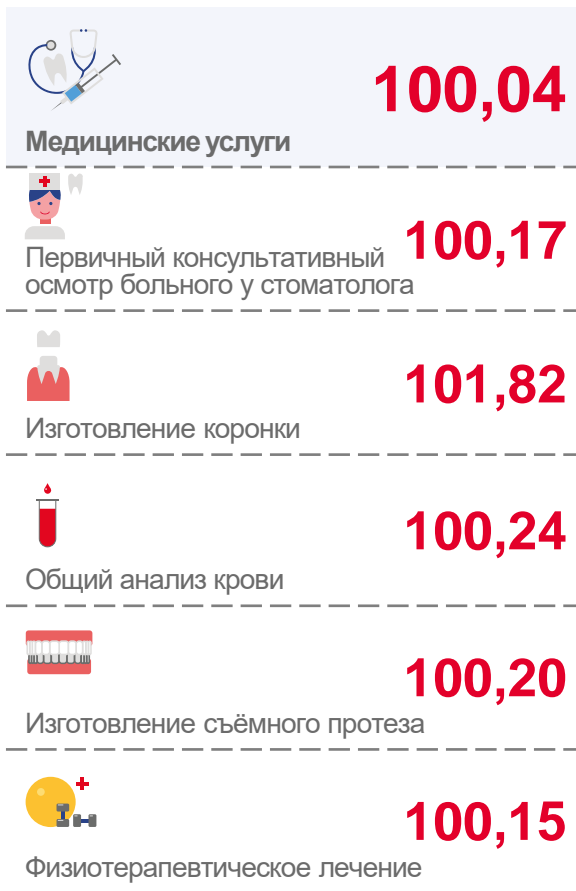 100,04
Медицинские услуги
100,17
Первичный консультативный
осмотр больного у стоматолога
101,82
Изготовление коронки
100,24
Общий анализ крови
100,20
Изготовление съёмного протеза
100,15
Физиотерапевтическое лечение